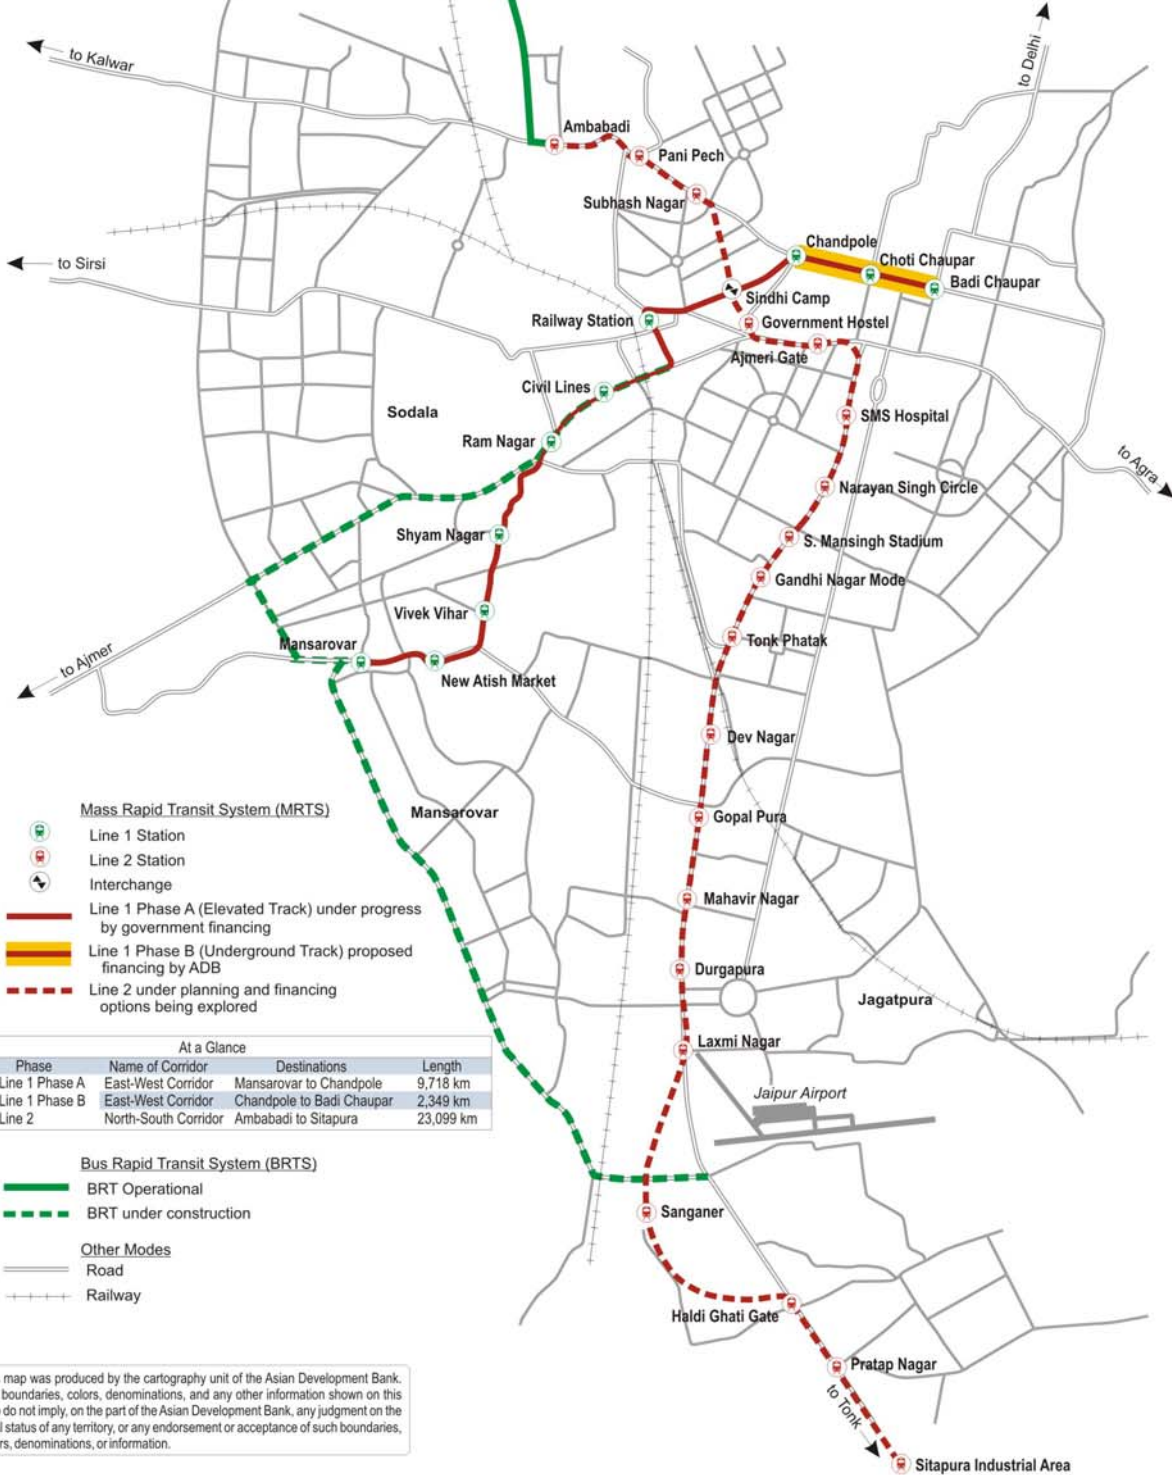 to Kalwar
to Delhi
Ambabadi
Pani Pech
Subhash Nagar
Chandpole
Choti Chaupar
Badi Chaupar
to Sirsi
Sindhi Camp
Railway Station
Government Hostel
Ajmeri Gate
Civil Lines
Sodala
SMS Hospital
Ram Nagar
to Agra
Narayan Singh Circle
Shyam Nagar
S. Mansingh Stadium
Gandhi Nagar Mode
Vivek Vihar
Tonk Phatak
Mansarovar
to Ajmer
New Atish Market
Dev Nagar
Mansarovar
Gopal Pura
Mahavir Nagar
Durgapura
Jagatpura
Laxmi Nagar
Jaipur Airport
Sanganer
Haldi Ghati Gate
Pratap Nagar
to Tonk
Sitapura Industrial Area
Mass Rapid Transit System (MRTS)
Line 1 Station
Line 2 Station
Interchange
Line 1 Phase A (Elevated Track) under progress
by government financing
Line 1 Phase B (Underground Track) proposed
financing by ADB
Line 2 under planning and financing
options being explored
At a Glance
Phase Name of Corridor Destinations Length
Line 1 Phase A East-West Corridor Mansarovar to Chandpole 9,718 km
Line 1 Phase B East-West Corridor Chandpole to Badi Chaupar 2,349 km
Line 2 North-South Corridor Ambabadi to Sitapura 23,099 km
Bus Rapid Transit System (BRTS)
BRT Operational
BRT under construction
Other Modes
Road
Railway
map was produced by the cartography unit of the Asian Development Bank.
boundaries, colors, denominations, and any other information shown on this
do not imply, on the part of the Asian Development Bank, any judgment on the
status of any territory, or any endorsement or acceptance of such boundaries,
denominations, or information.